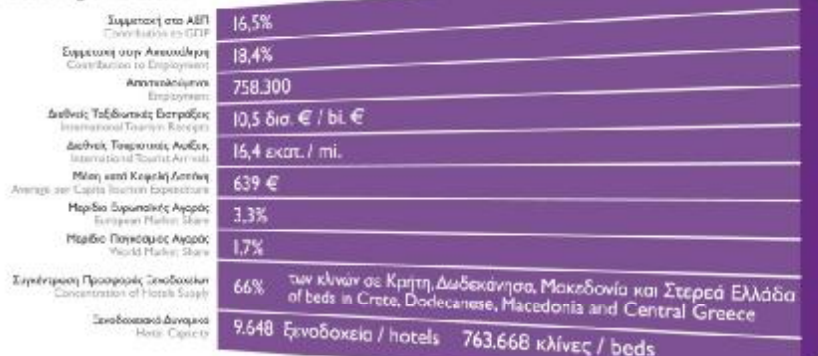 Συμμετοχή στο ΑΕΠ
Contribution to GDP
16,5%
Συμμετοχή στην Απασχόληση
Contribution to Employment
18,4%
Απασχολούμενοι
Employment
758.300
Διεθνείς Ταξιδιωτικές Εισπράξεις
International Tourism Receipts
10,5 δισ. € / bi. €
Διεθνείς Τουριστικές Αφίξεις
International Tourist Arrivals
16,4 εκατ. / mi.
Μέση κατά Κεφαλή Δαπάνη
Average per Capita Tourism Expenditure
639 €
Μερίδιο Ευρωπαϊκής Αγοράς
European Market Share
3,3%
Μερίδιο Παγκόσμιας Αγοράς
World Market Share
1,7%
Συγκέντρωση Προσφοράς Ξενοδοχείων
Concentration of Hotels Supply
66% των κλινών σε Κρήτη, Δωδεκάνησα, Μακεδονία και Στερεά Ελλάδα
of beds in Crete, Dodecanese, Macedonia and Central Greece
Ξενοδοχειακό Δυναμικό
Hotel Capacity
9.648 ξενοδοχεία / hotels 763.668 κλίνες / beds